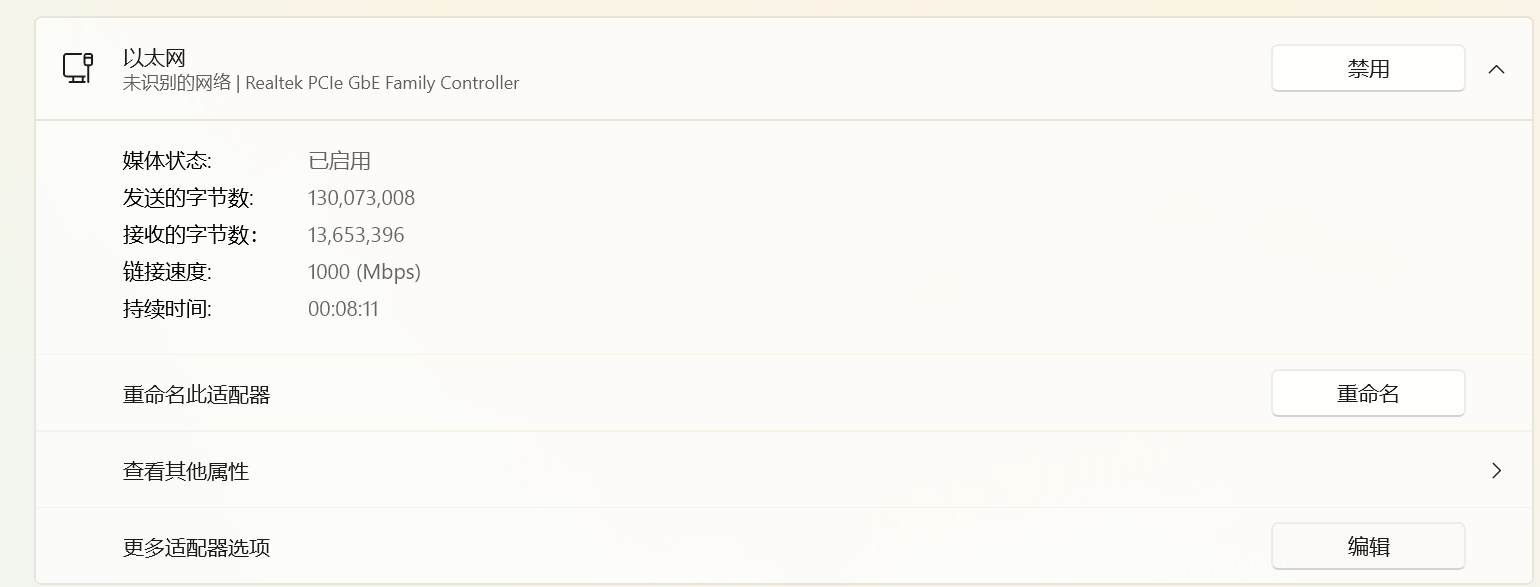 以太网
未识别的网络 | Realtek PCIe GbE Family Controller
禁用
媒体状态: 已启用
发送的字节数: 130,073,008
接收的字节数： 13,653,396
链接速度: 1000 (Mbps)
持续时间: 00:08:11
重命名此适配器 重命名
查看其他属性
更多适配器选项 编辑